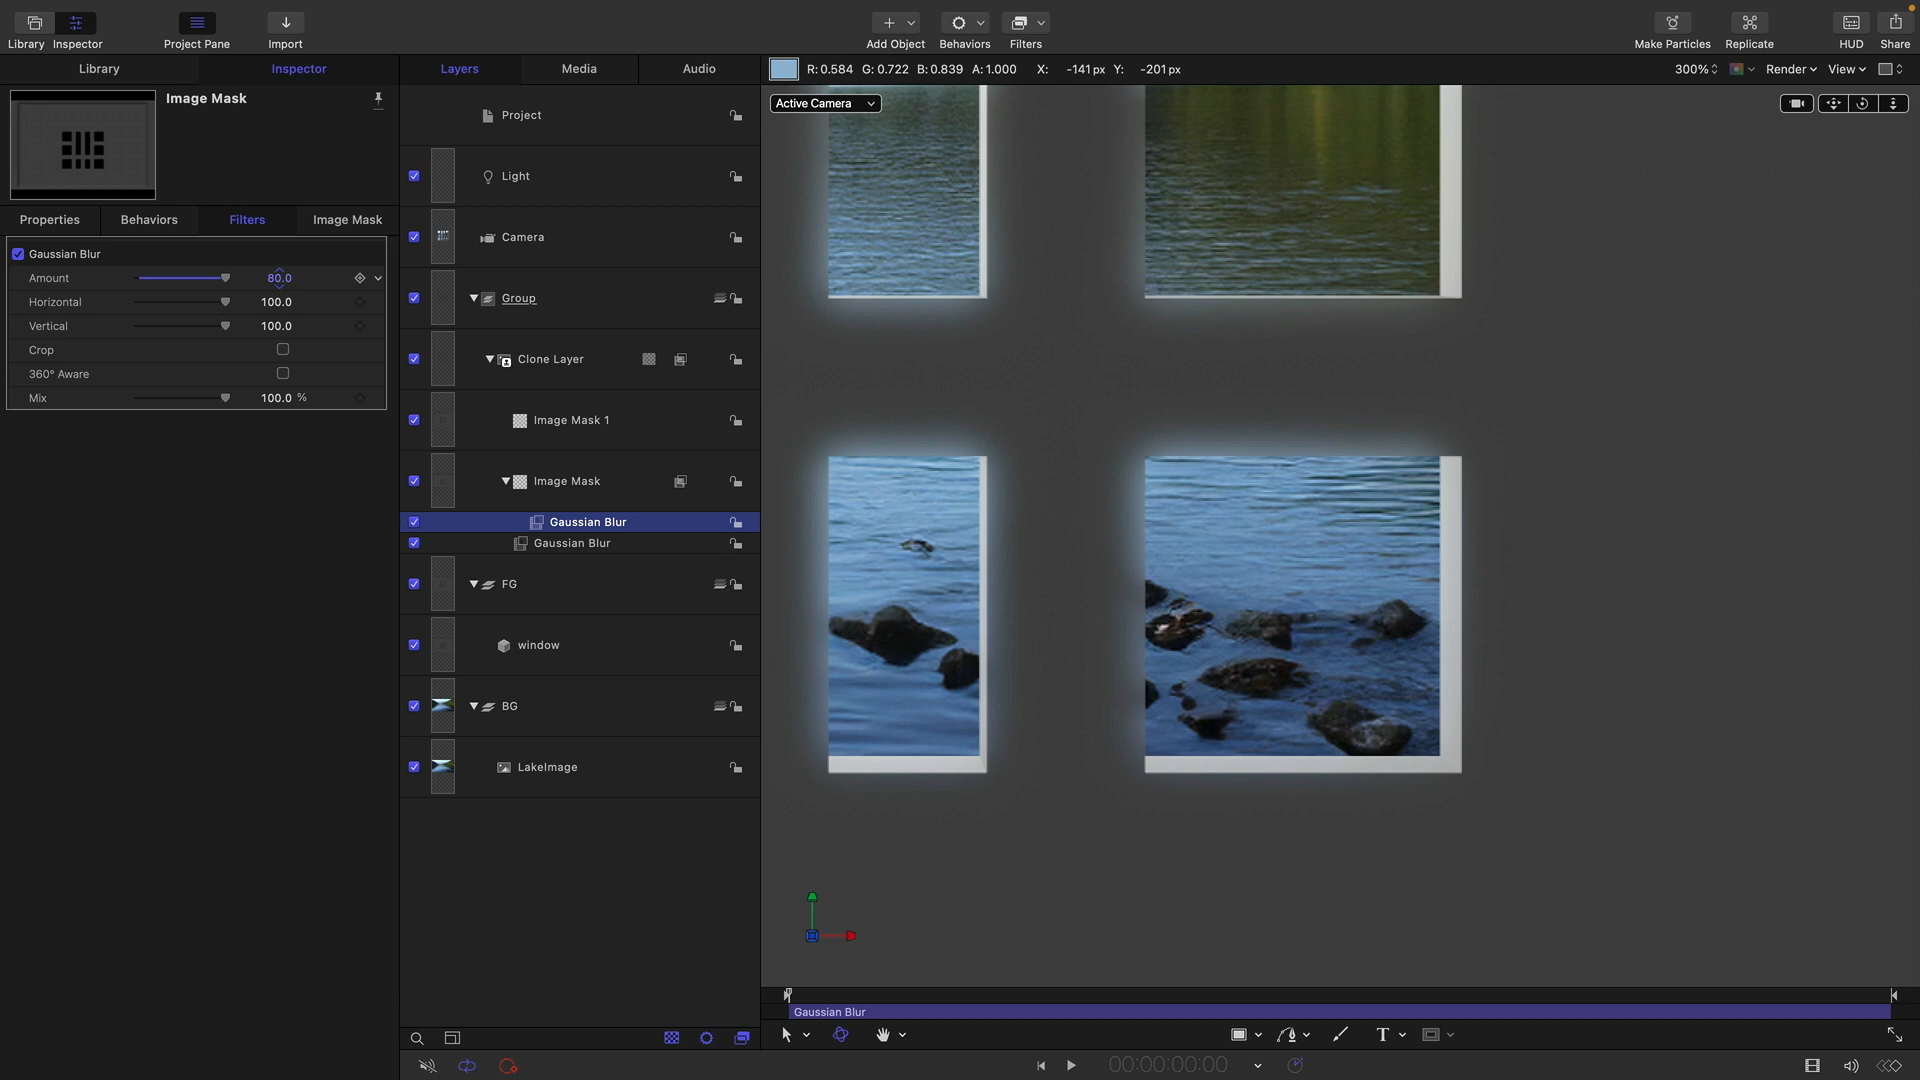 Library Inspector
Project Pane
Import
Add Object
Behaviors
Filters
Make Particles
Replicate
HUD
Share
Library
Inspector
Layers
Media
Audio
R:0.584 G:0.722 B:0.839 A:1.000 X: -141 px Y: -201 px
300%
Render
View
Image Mask
Active Camera
Properties
Behaviors
Filters
Image Mask
Gaussian Blur
Amount 80.0
Horizontal 100.0
Vertical 100.0
Crop
360° Aware
Mix 100.0 %
Project
Light
Camera
Group
Clone Layer
Image Mask 1
Image Mask
Gaussian Blur
Gaussian Blur
FG
window
BG
LakeImage
Gaussian Blur
T
00:00:00:00